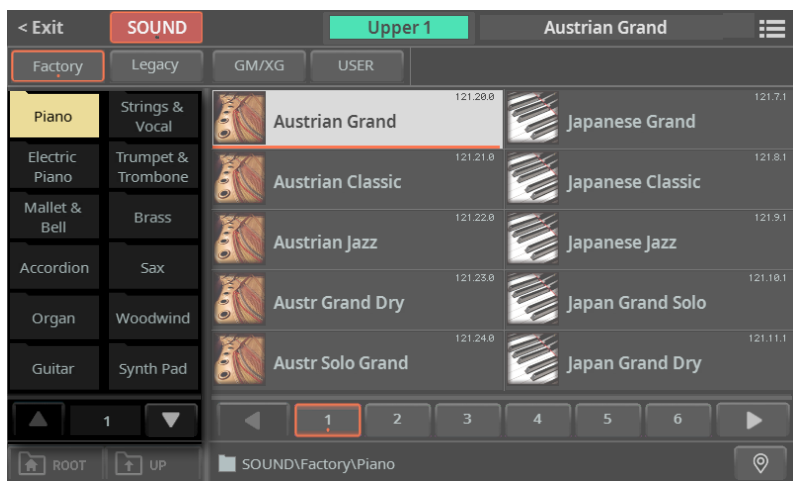 < Exit SOUND Upper 1 Austrian Grand
Factory Legacy GM/XG USER
Piano
Strings &
Vocal
Electric
Piano
Trumpet &
Trombone
Mallet &
Bell
Brass
Accordion
Sax
Organ
Woodwind
Guitar
Synth Pad
121.20.0
Austrian Grand
121.7.1
Japanese Grand
121.21.0
Austrian Classic
121.8.1
Japanese Classic
121.22.0
Austrian Jazz
121.9.1
Japanese Jazz
121.23.0
Austr Grand Dry
121.10.1
Japan Grand Solo
121.24.0
Austr Solo Grand
121.11.1
Japan Grand Dry
1
1 2 3 4 5 6
ROOT UP SOUND\Factory\Piano